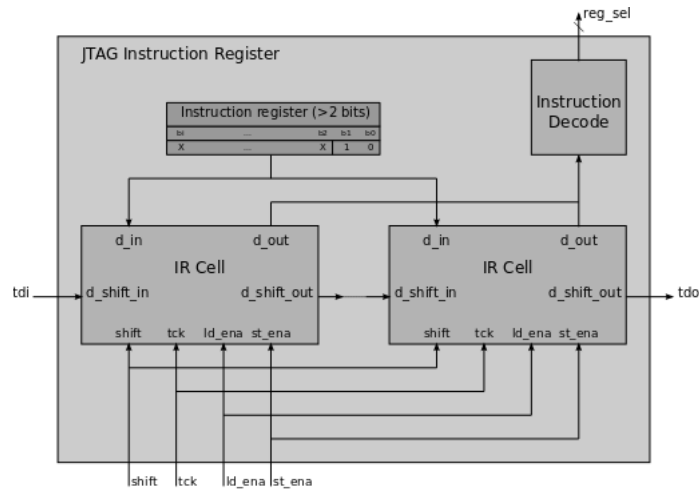 reg_sel
JTAG Instruction Register
Instruction register (>2 bits)
bi ... b2 b1 b0
X ... X 1 0
Instruction
Decode
d_in d_out
IR Cell
d_shift_in d_shift_out
shift tck ld_ena st_ena
d_in d_out
IR Cell
d_shift_in d_shift_out
shift tck ld_ena st_ena
tdi
tdo
shift tck ld_ena st_ena